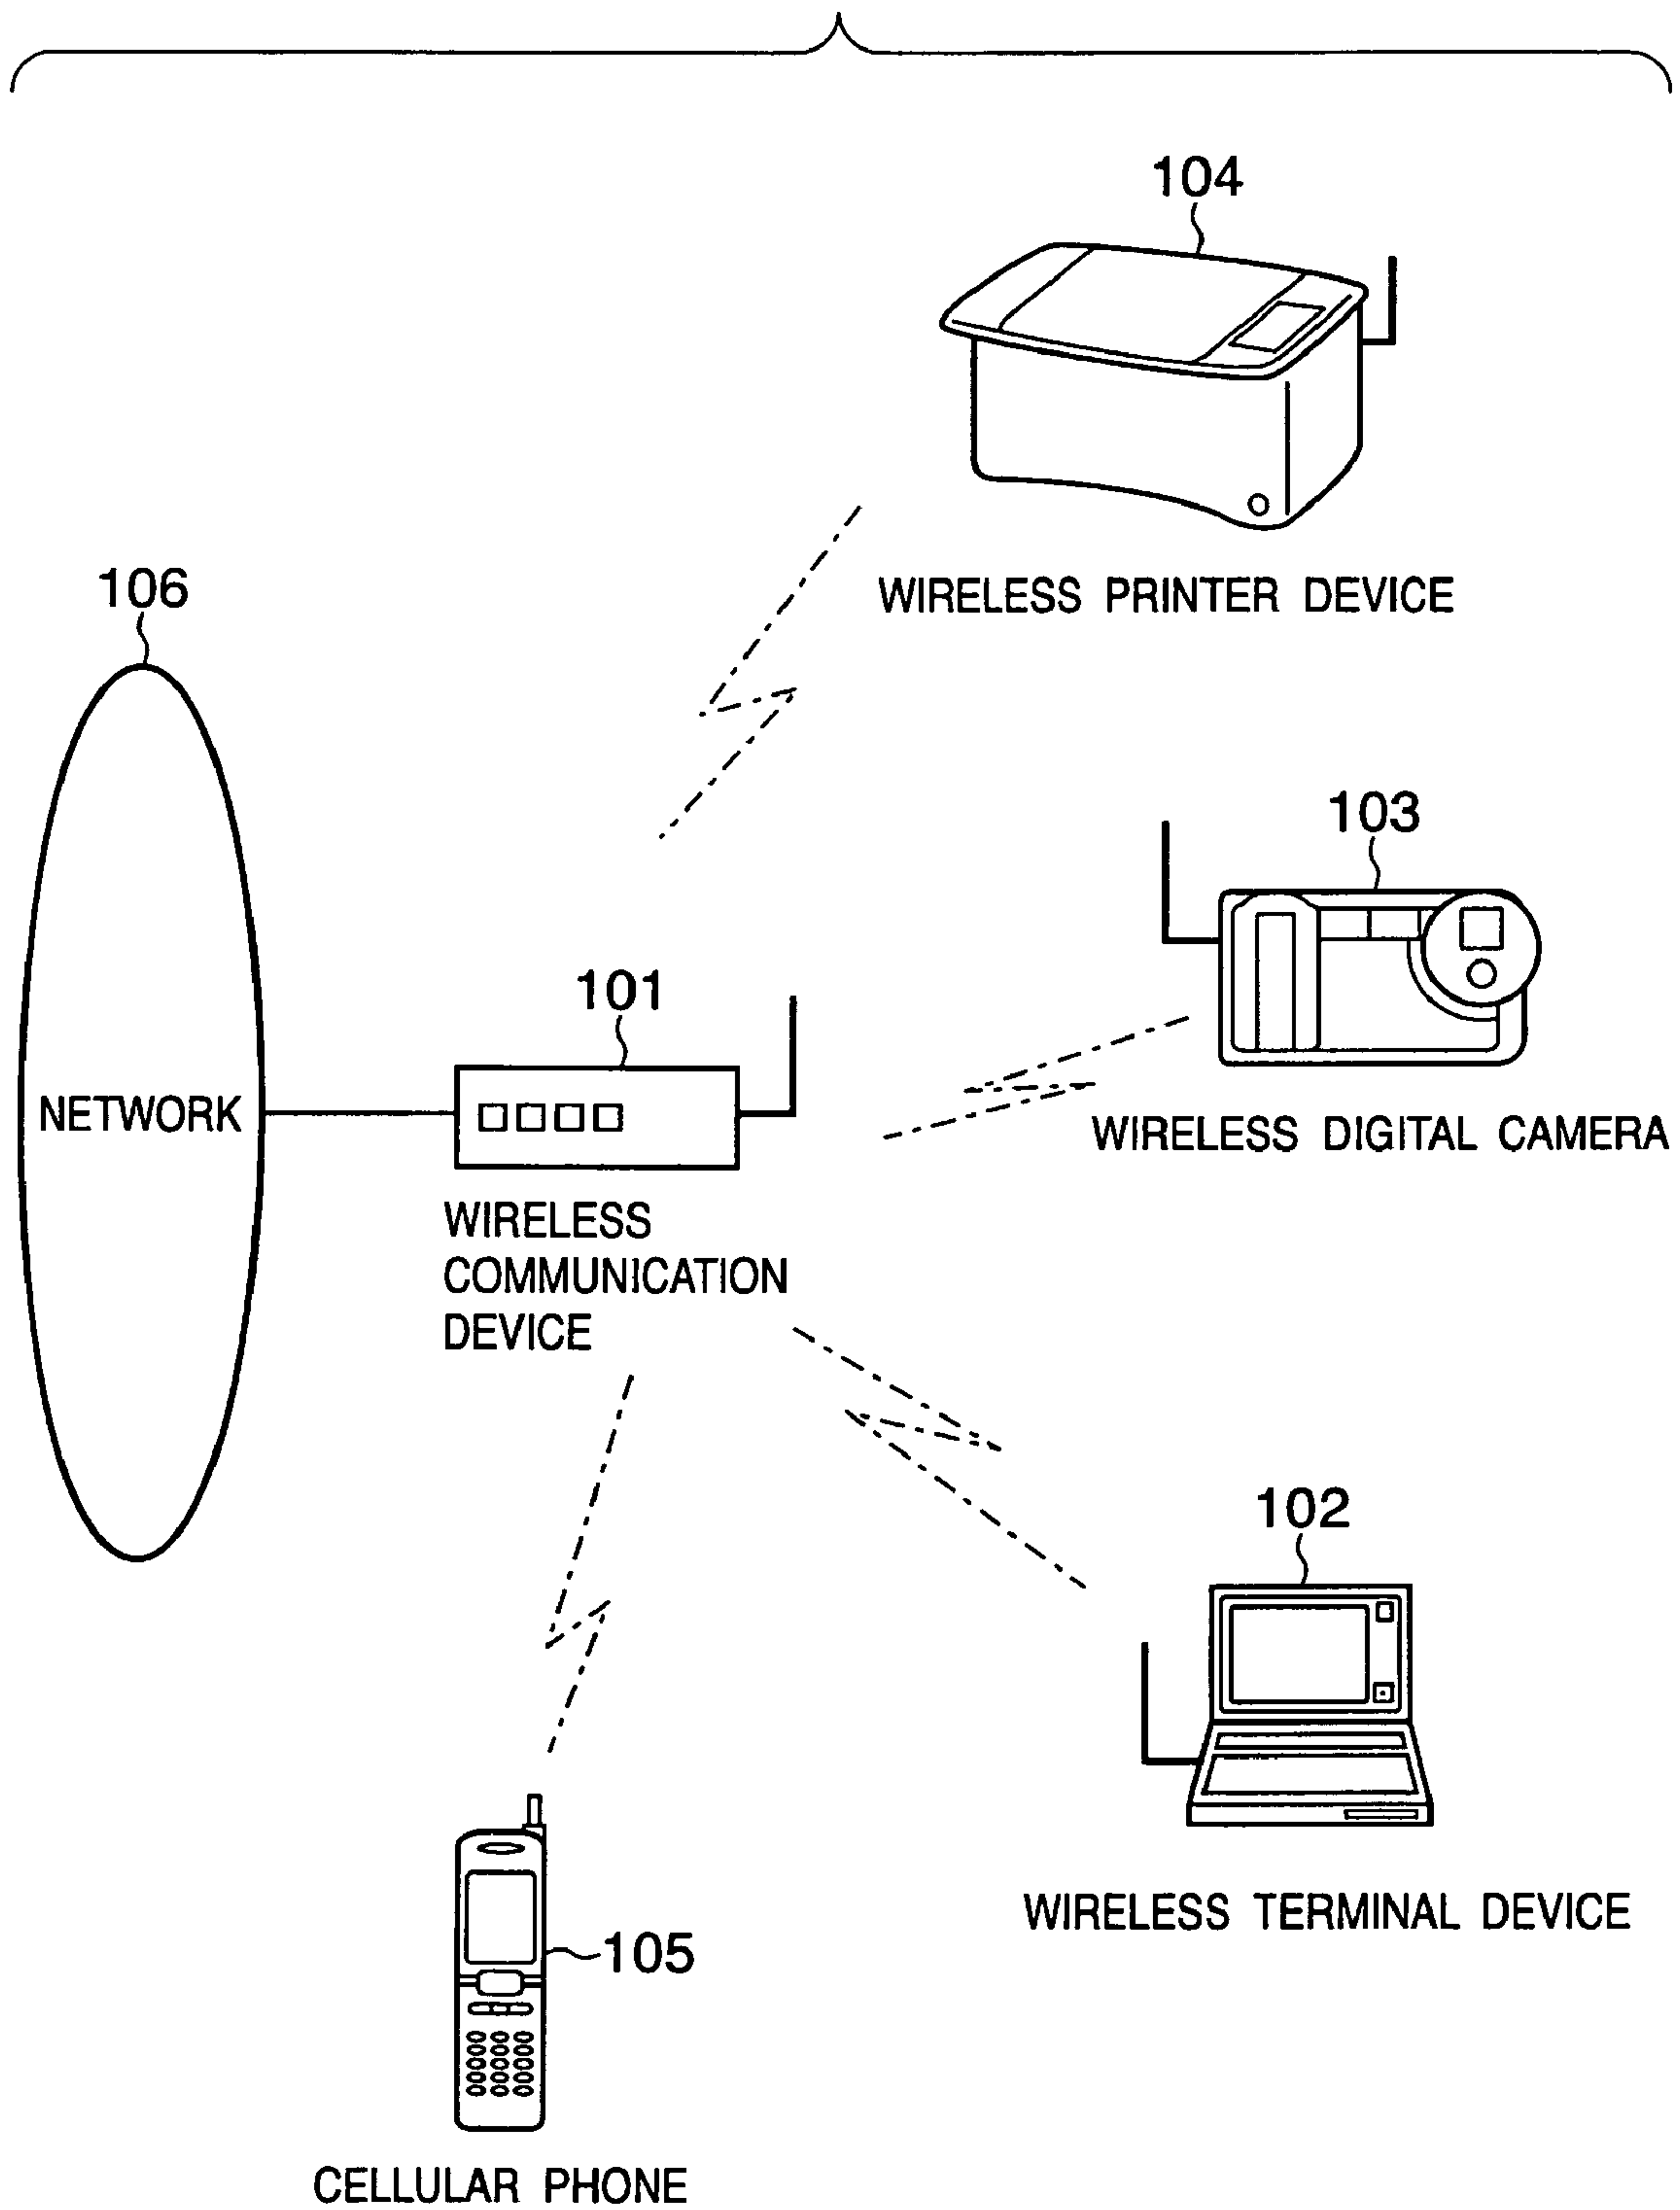 104
WIRELESS PRINTER DEVICE
106
103
101
NETWORK
WIRELESS DIGITAL CAMERA
WIRELESS
COMMUNICATION
DEVICE
102
WIRELESS TERMINAL DEVICE
105
CELLULAR PHONE